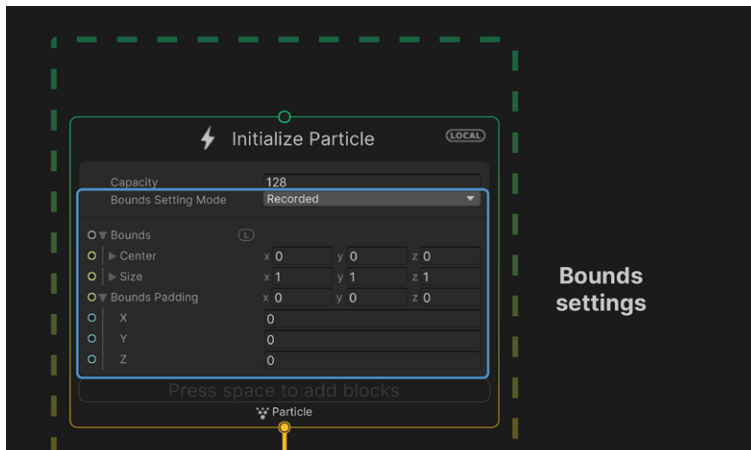 Initialize Particle
LOCAL
Capacity 128
Bounds Setting Mode Recorded
Bounds L
Center x 0 y 0 z 0
Size x 1 y 1 z 1
Bounds Padding x 0 y 0 z 0
X 0
Y 0
Z 0
Press space to add blocks
Particle
Bounds
settings